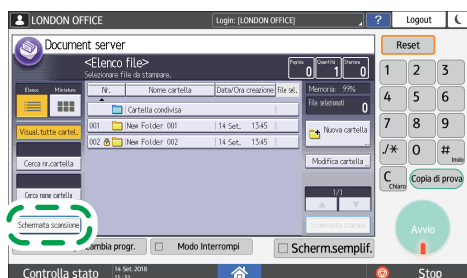 LONDON OFFICE
Login: [LONDON OFFICE]
?
Logout
Document server
Reset
<Elenco file>
Selezionare file da stampare.
Pagina
0
Quantità
1
Stampe
0
Elenco
Miniature
Nr.
Nome cartella
Data/Ora creazione
File sel.
Memoria: 99%
File selezionati
0
Visual.tutte cartel.
Cartella condivisa
001 New Folder 001 14 Set. 13:45
002 New Folder 002 14 Set. 13:45
Nuova cartella
Cerca nr.cartella
Modifica cartella
Cerca nome cartella
1/1
Schermata scansione
Schermata stampa
Cambia progr.
Modo Interrompi
Scherm.semplif.
1 2 3
4 5 6
7 8 9
./* 0 #
Invio
C
Chiaro
Copia di prova
Avvio
Controlla stato
14 Set. 2018
15:51
Stop